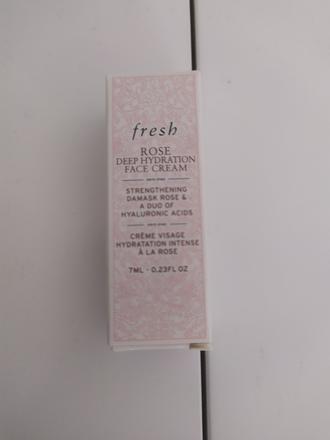 fresh
ROSE
DEEP HYDRATION
FACE CREAM
STRENGTHENING
DAMASK ROSE &
A DUO OF
HYALURONIC ACIDS
CRÈME VISAGE
HYDRATATION INTENSE
À LA ROSE
7ML - 0.23FL OZ